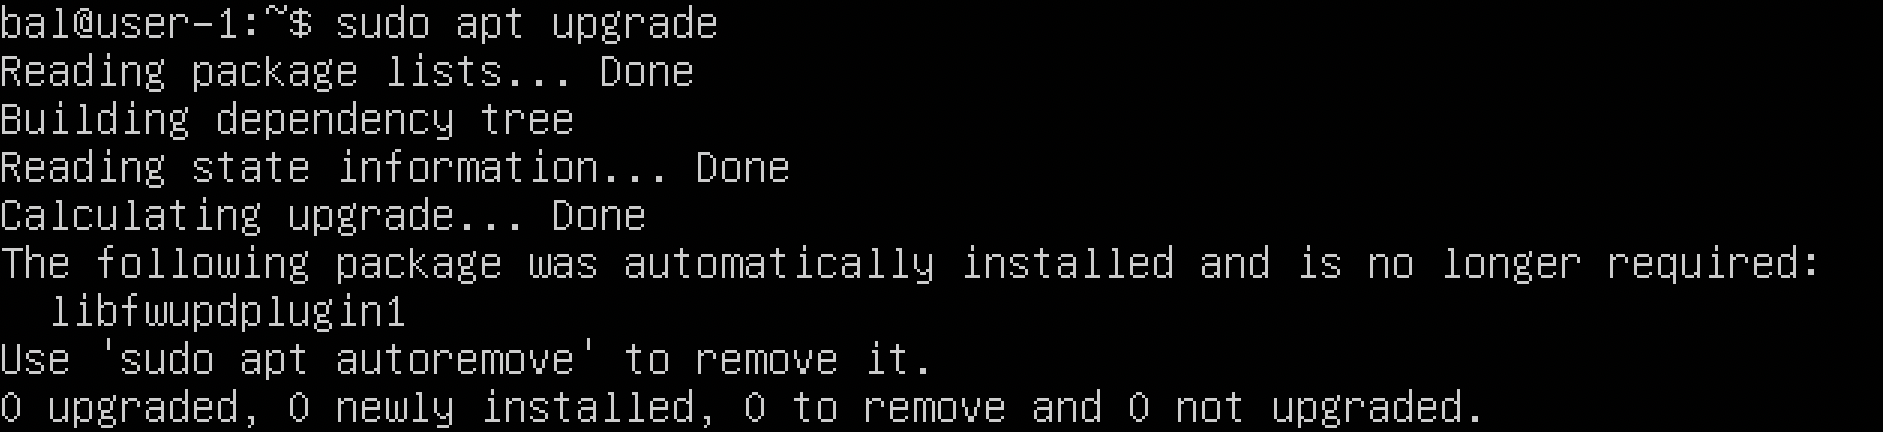 bal@user-1:~$ sudo apt upgrade
Reading package lists... Done
Building dependency tree
Reading state information... Done
Calculating upgrade... Done
The following package was automatically installed and is no longer required:
  libfwupdplugin1
Use 'sudo apt autoremove' to remove it.
0 upgraded, 0 newly installed, 0 to remove and 0 not upgraded.